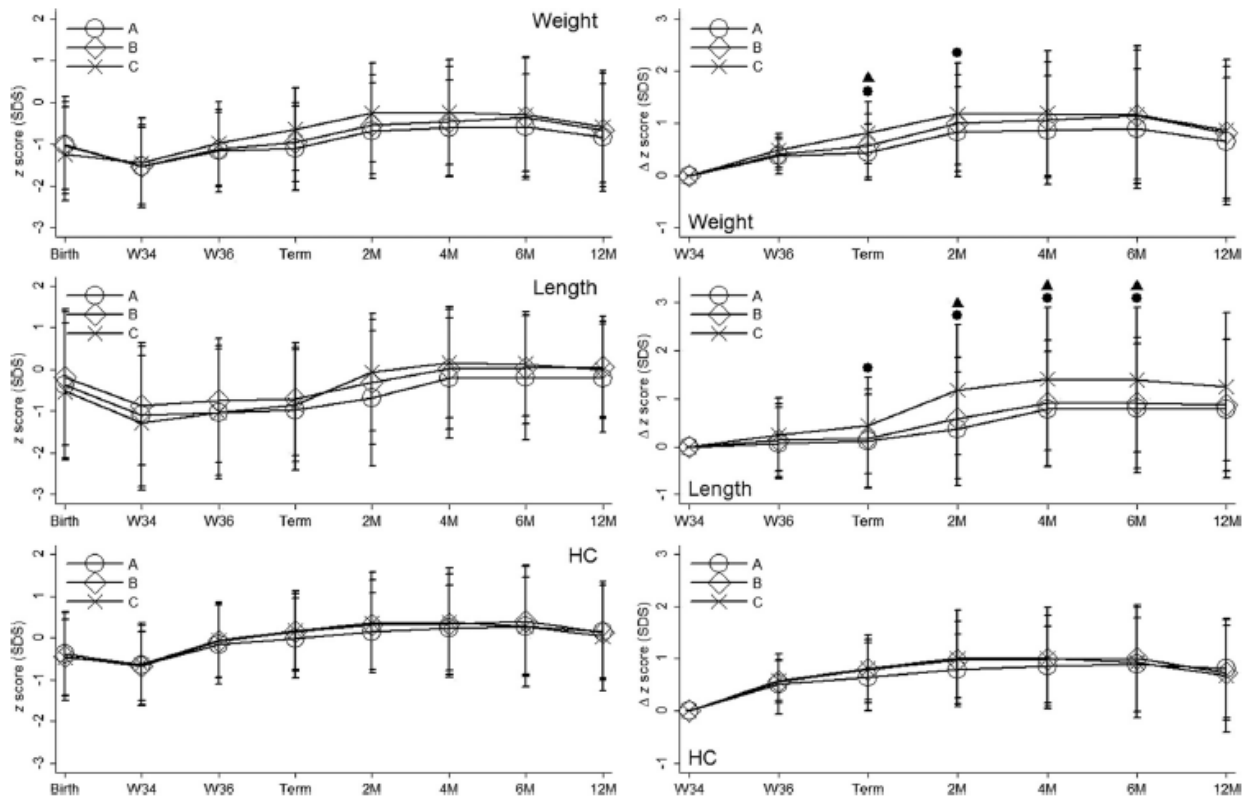 Weight
A
B
C
z score (SDS)
2
1
0
-1
-2
-3
Birth W34 W36 Term 2M 4M 6M 12M
A
B
C
Δ z score (SDS)
3
2
1
0
-1
Weight
W34 W36 Term 2M 4M 6M 12M
Length
A
B
C
z score (SDS)
2
1
0
-1
-2
-3
Birth W34 W36 Term 2M 4M 6M 12M
A
B
C
Δ z score (SDS)
3
2
1
0
-1
Length
W34 W36 Term 2M 4M 6M 12M
HC
A
B
C
z score (SDS)
2
1
0
-1
-2
-3
Birth W34 W36 Term 2M 4M 6M 12M
A
B
C
Δ z score (SDS)
3
2
1
0
-1
HC
W34 W36 Term 2M 4M 6M 12M